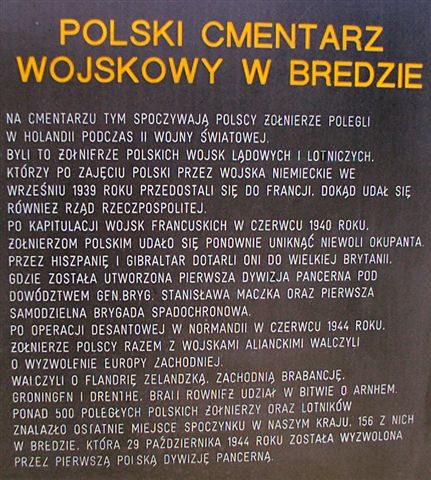 POLSKI CMENTARZ
WOJSKOWY W BREDZIE
NA CMENTARZU TYM SPOCZYWAJĄ POLSCY ŻOŁNIERZE POLEGLI
W HOLANDII PODCZAS II WOJNY ŚWIATOWEJ.
BYLI TO ŻOŁNIERZE POLSKICH WOJSK LĄDOWYCH I LOTNICZYCH,
KTÓRZY PO ZAJĘCIU POLSKI PRZEZ WOJSKA NIEMIECKIE WE
WRZEŚNIU 1939 ROKU PRZEDOSTALI SIĘ DO FRANCJI, DOKĄD UDAŁ SIĘ
RÓWNIEŻ RZĄD RZECZPOSPOLITEJ.
PO KAPITULACJI WOJSK FRANCUSKICH W CZERWCU 1940 ROKU,
ŻOŁNIERZOM POLSKIM UDAŁO SIĘ PONOWNIE UNIKNĄĆ NIEWOLI OKUPANTA.
PRZEZ HISZPANIĘ I GIBRALTAR DOTARLI ONI DO WIELKIEJ BRYTANII,
GDZIE ZOSTAŁA UTWORZONA PIERWSZA DYWIZJA PANCERNA POD
DOWÓDZTWEM GEN.BRYG. STANISŁAWA MACZKA ORAZ PIERWSZA
SAMODZIELNA BRYGADA SPADOCHRONOWA.
PO OPERACJI DESANTOWEJ W NORMANDII W CZERWCU 1944 ROKU,
ŻOŁNIERZE POLSCY RAZEM Z WOJSKAMI ALIANCKIMI WALCZYLI
O WYZWOLENIE EUROPY ZACHODNIEJ.
WALCZYLI O FLANDRIĘ ZELANDZKĄ, ZACHODNIĄ BRABANCJĘ,
GRONINGEN I DRENTHE, BRALI RÓWNIEŻ UDZIAŁ W BITWIE O ARNHEM.
PONAD 500 POLEGŁYCH POLSKICH ŻOŁNIERZY ORAZ LOTNIKÓW
ZNALAZŁO OSTATNIE MIEJSCE SPOCZYNKU W NASZYM KRAJU, 156 Z NICH
W BREDZIE, KTÓRA 29 PAŹDZIERNIKA 1944 ROKU ZOSTAŁA WYZWOLONA
PRZEZ PIERWSZĄ POLSKĄ DYWIZJĘ PANCERNĄ.